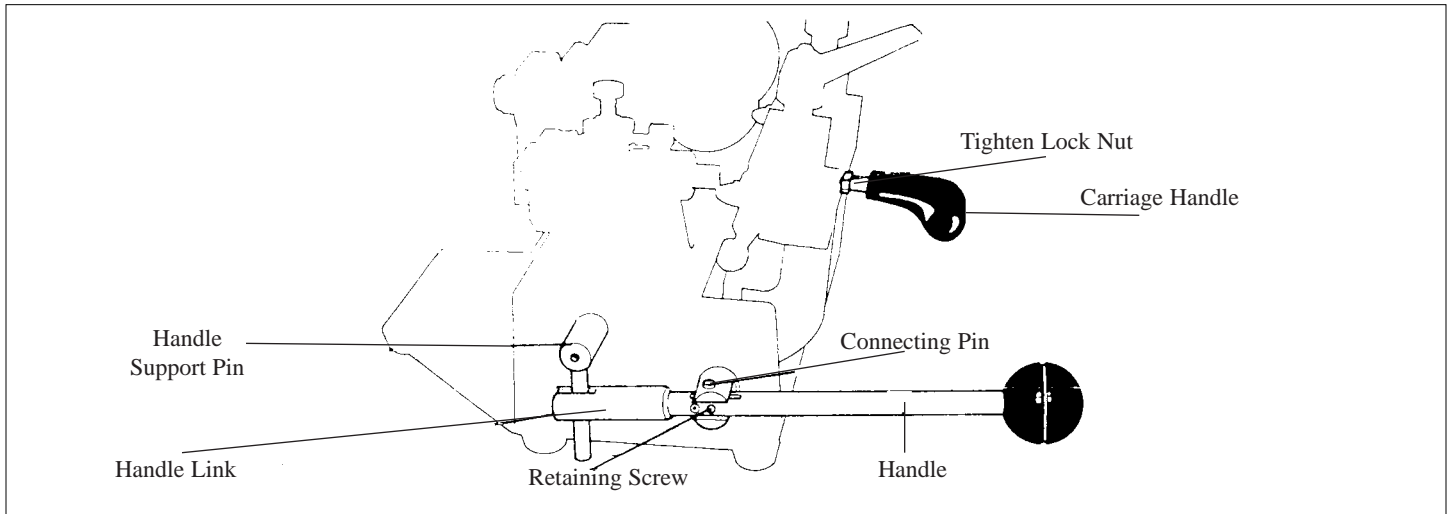 Tighten Lock Nut
Carriage Handle
Handle
Support Pin
Connecting Pin
Handle Link
Retaining Screw
Handle